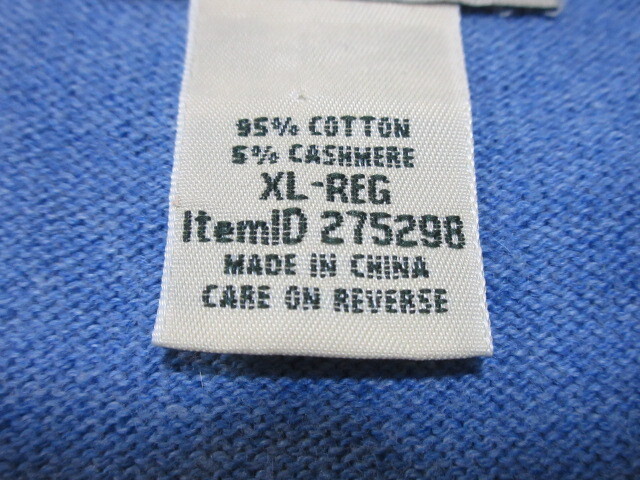 95% COTTON
5% CASHMERE
XL-REG
ItemID 275298
MADE IN CHINA
CARE ON REVERSE